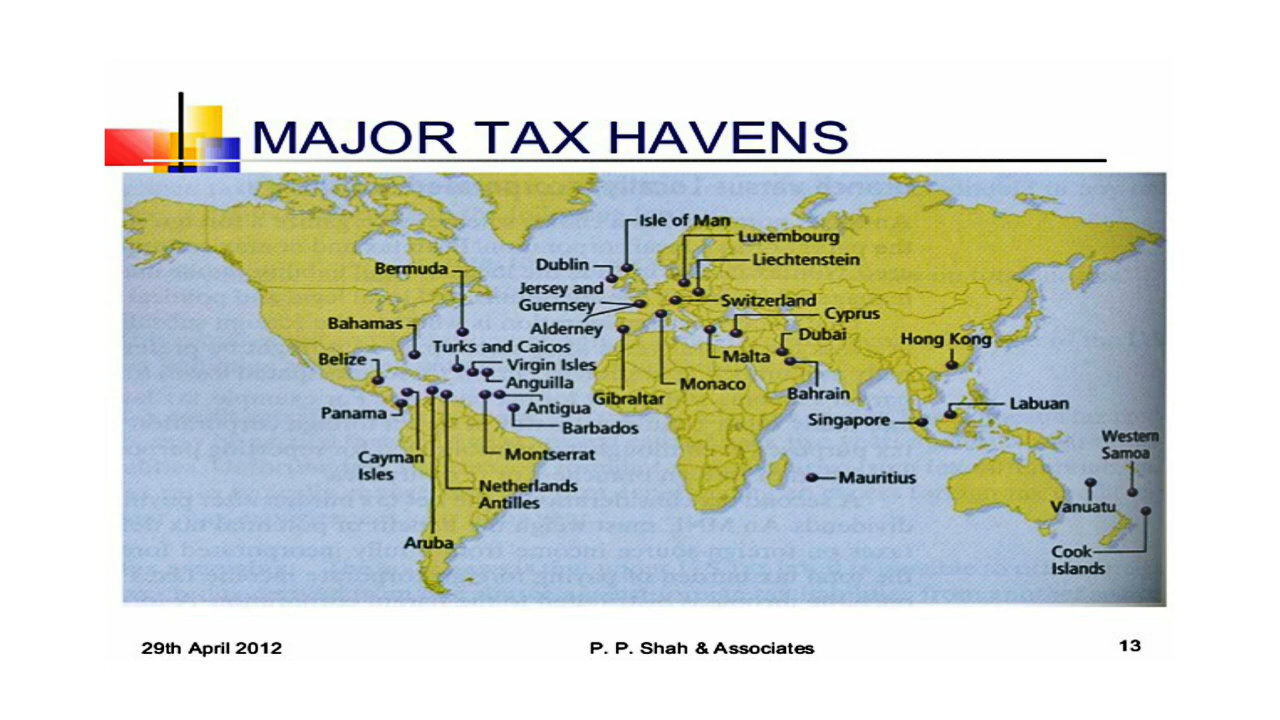 MAJOR TAX HAVENS
Isle of Man
Luxembourg
Dublin
Liechtenstein
Bermuda
Jersey and
Guernsey
Switzerland
Cyprus
Bahamas
Alderney
Dubai
Hong Kong
Turks and Caicos
Belize
Virgin Isles
Malta
Anguilla
Monaco
Bahrain
Gibraltar
Antigua
Labuan
Panama
Barbados
Singapore
Western
Samoa
Cayman
Isles
Montserrat
Mauritius
Netherlands
Antilles
Vanuatu
Aruba
Cook
Islands
29th April 2012
P. P. Shah & Associates
13